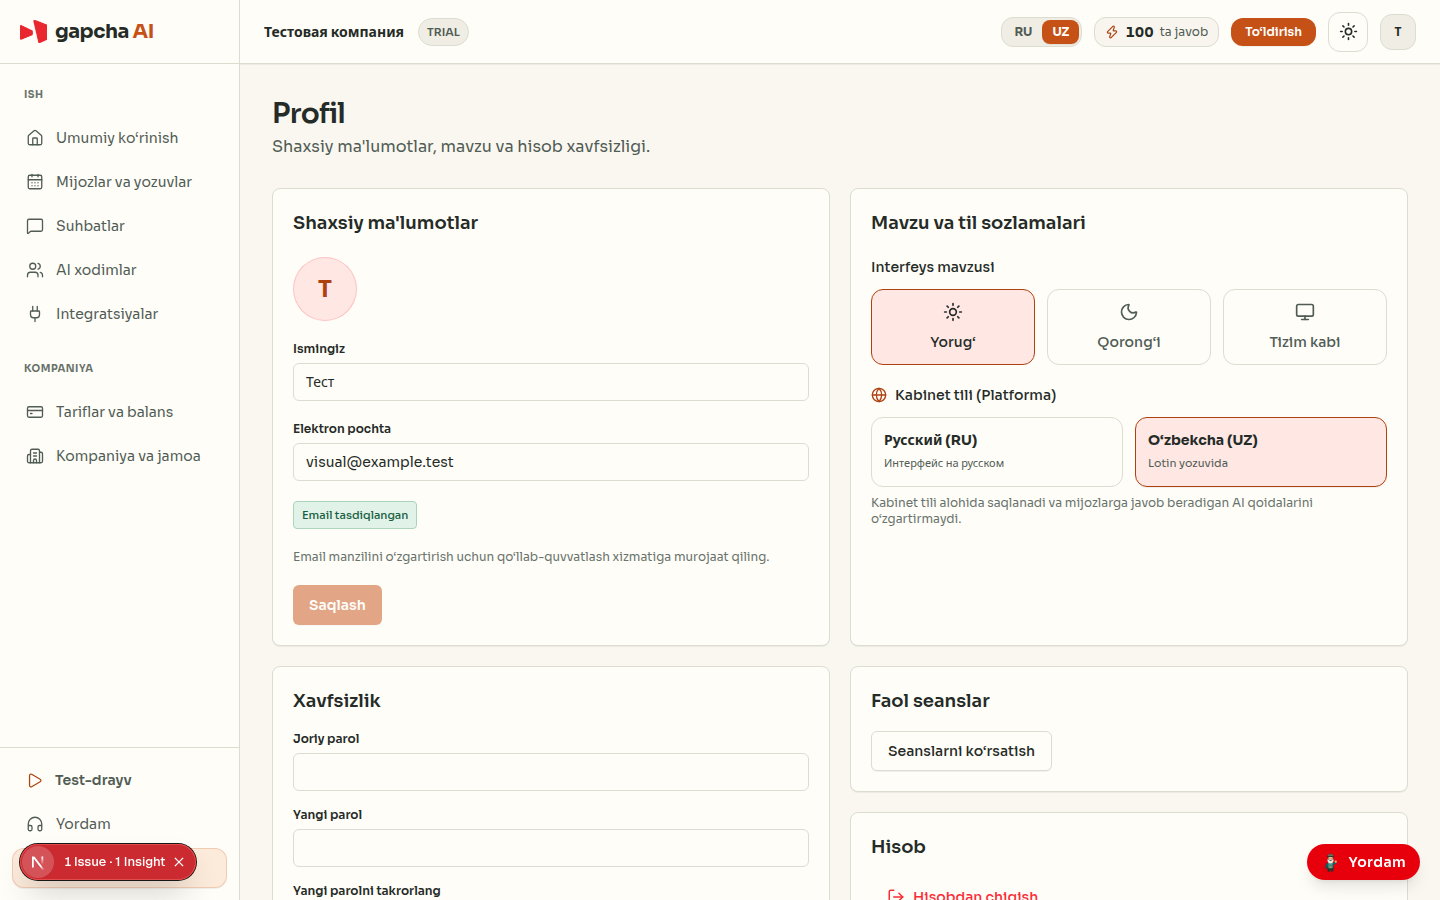 gapcha AI
Тестовая компания
TRIAL
RU
UZ
100 ta javob
To'ldirish
T
ISH
Umumiy ko‘rinish
Mijozlar va yozuvlar
Suhbatlar
AI xodimlar
Integratsiyalar
KOMPANIYA
Tariflar va balans
Kompaniya va jamoa
Test-drayv
Yordam
1 Issue · 1 Insight
Profil
Shaxsiy ma'lumotlar, mavzu va hisob xavfsizligi.
Shaxsiy ma'lumotlar
T
Ismingiz
Тест
Elektron pochta
visual@example.test
Email tasdiqlangan
Email manzilini o‘zgartirish uchun qo‘llab-quvvatlash xizmatiga murojaat qiling.
Saqlash
Mavzu va til sozlamalari
Interfeys mavzusi
Yorug‘
Qorong‘i
Tizim kabi
Kabinet tili (Platforma)
Русский (RU)
Интерфейс на русском
O‘zbekcha (UZ)
Lotin yozuvida
Kabinet tili alohida saqlanadi va mijozlarga javob beradigan AI qoidalarini
o‘zgartirmaydi.
Xavfsizlik
Joriy parol
Yangi parol
Yangi parolni takrorlang
Faol seanslar
Seanslarni ko‘rsatish
Hisob
Hisobdan chiqish
Yordam